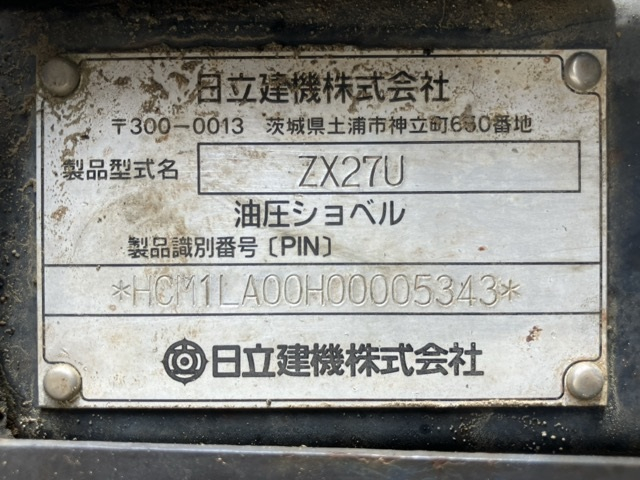 日立建機株式会社
〒300-0013 茨城県土浦市神立町650番地
製品型式名 ZX27U
油圧ショベル
製品識別番号〔PIN〕
*HCM1LA00H00005343*
日立建機株式会社